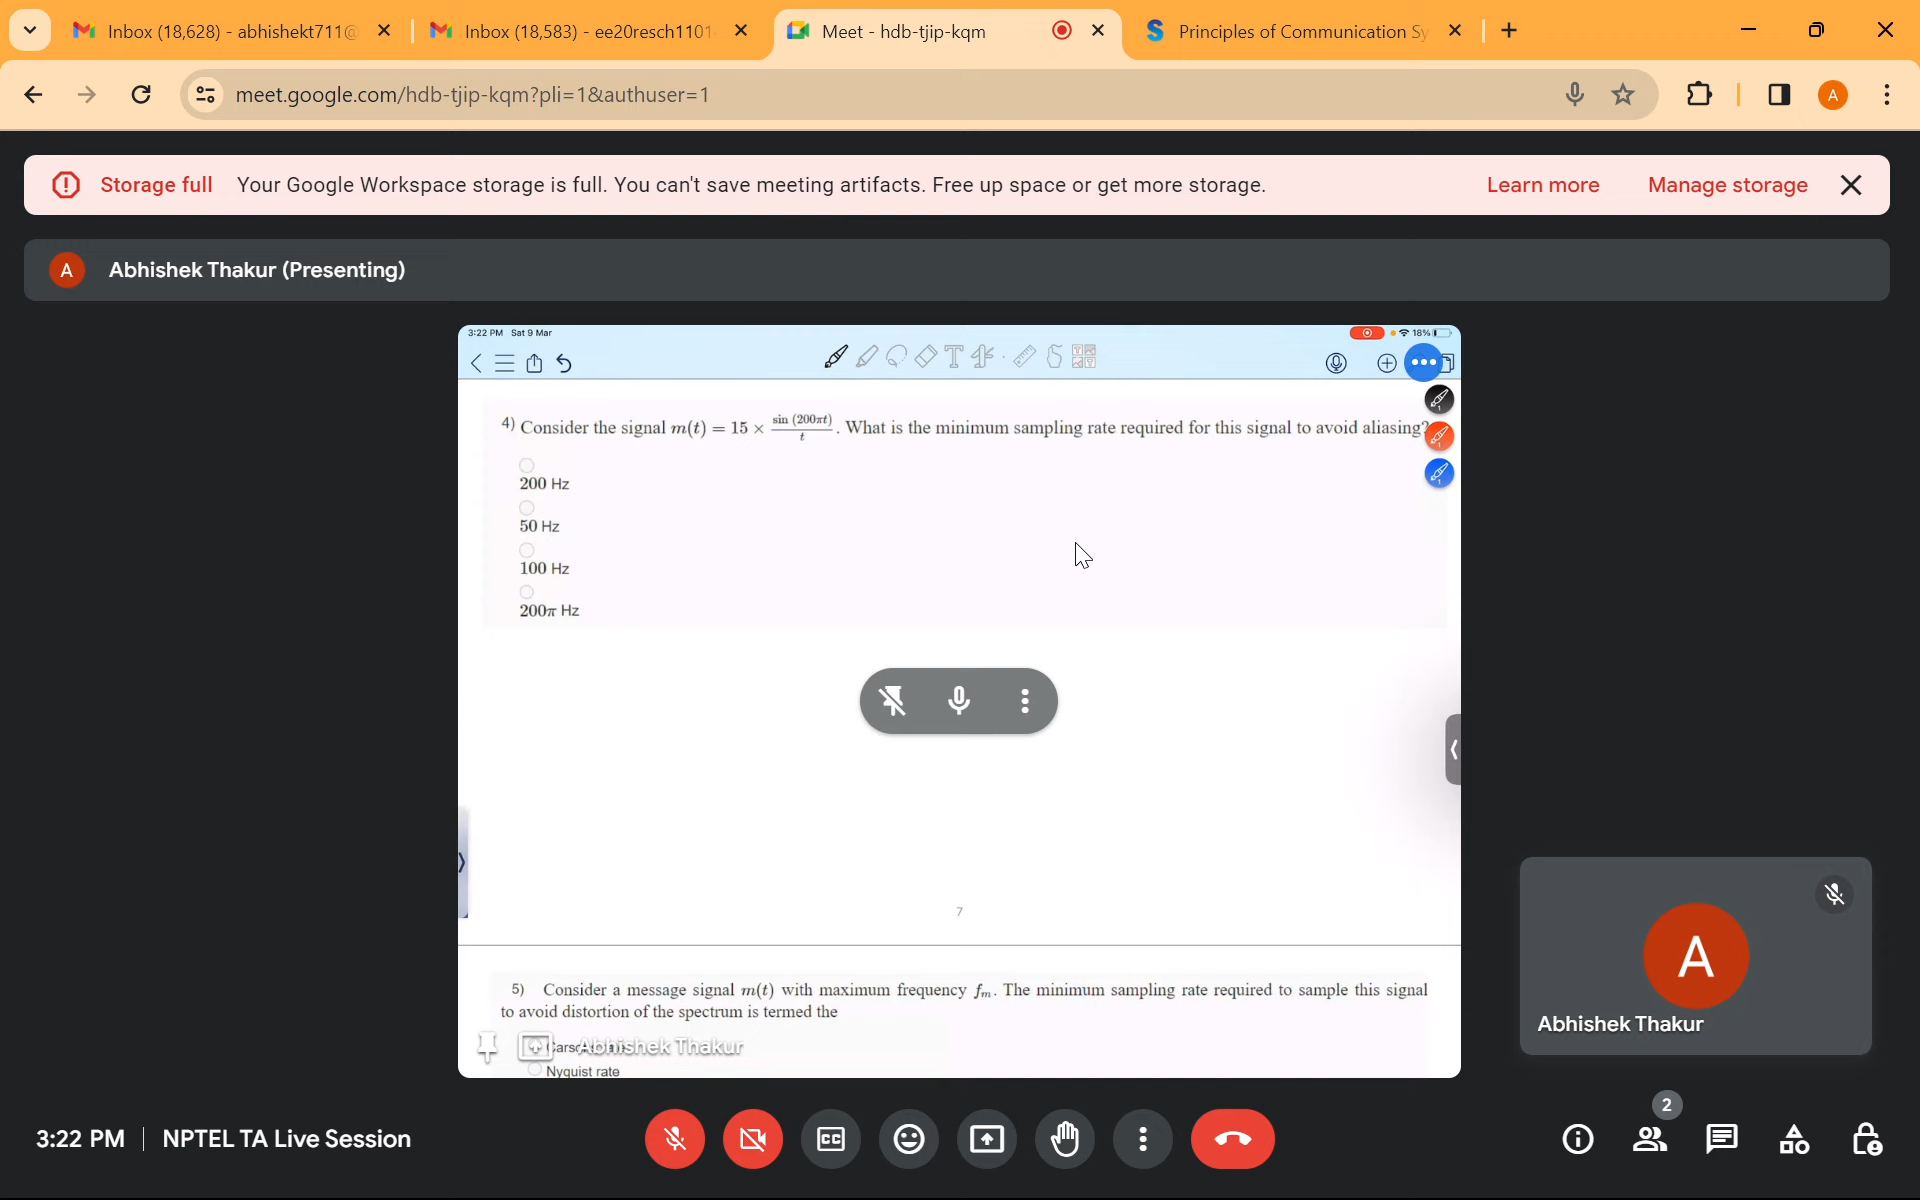 Inbox (18,628) - abhishekt711@
Inbox (18,583) - ee20resch1101
Meet - hdb-tjip-kqm
Principles of Communication Sy
meet.google.com/hdb-tjip-kqm?pli=1&authuser=1
A
Storage full Your Google Workspace storage is full. You can't save meeting artifacts. Free up space or get more storage. Learn more Manage storage
A Abhishek Thakur (Presenting)
3:22 PM Sat 9 Mar 18%
4) Consider the signal m(t) = 15 × sin (200πt) / t . What is the minimum sampling rate required for this signal to avoid aliasing?
200 Hz
50 Hz
100 Hz
200π Hz
7
5) Consider a message signal m(t) with maximum frequency fm. The minimum sampling rate required to sample this signal
to avoid distortion of the spectrum is termed the
Abhishek Thakur
Nyquist rate
A
Abhishek Thakur
3:22 PM NPTEL TA Live Session
CC
2